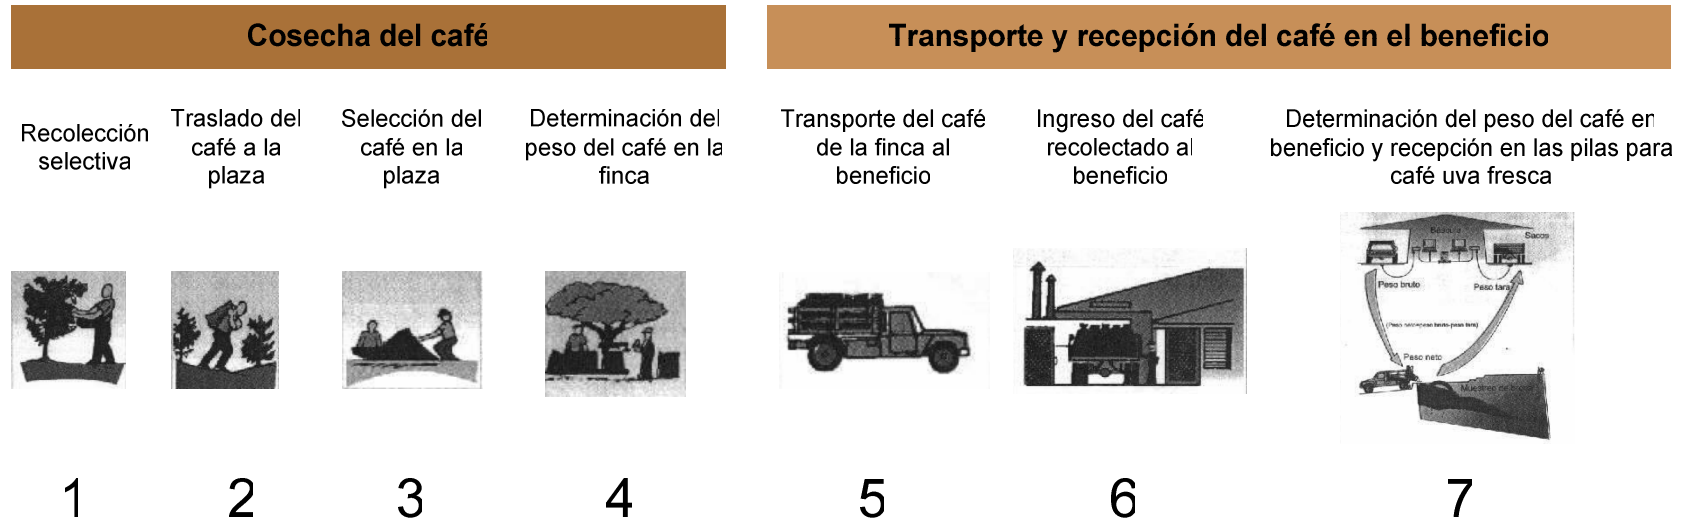 Cosecha del café
Transporte y recepción del café en el beneficio
Recolección
selectiva
Traslado del
café a la
plaza
Selección del
café en la
plaza
Determinación del
peso del café en la
finca
Transporte del café
de la finca al
beneficio
Ingreso del café
recolectado al
beneficio
Determinación del peso del café en
beneficio y recepción en las pilas para
café uva fresca
Báscula
Sacos
Peso bruto
Peso tara
Peso neto
1
2
3
4
5
6
7